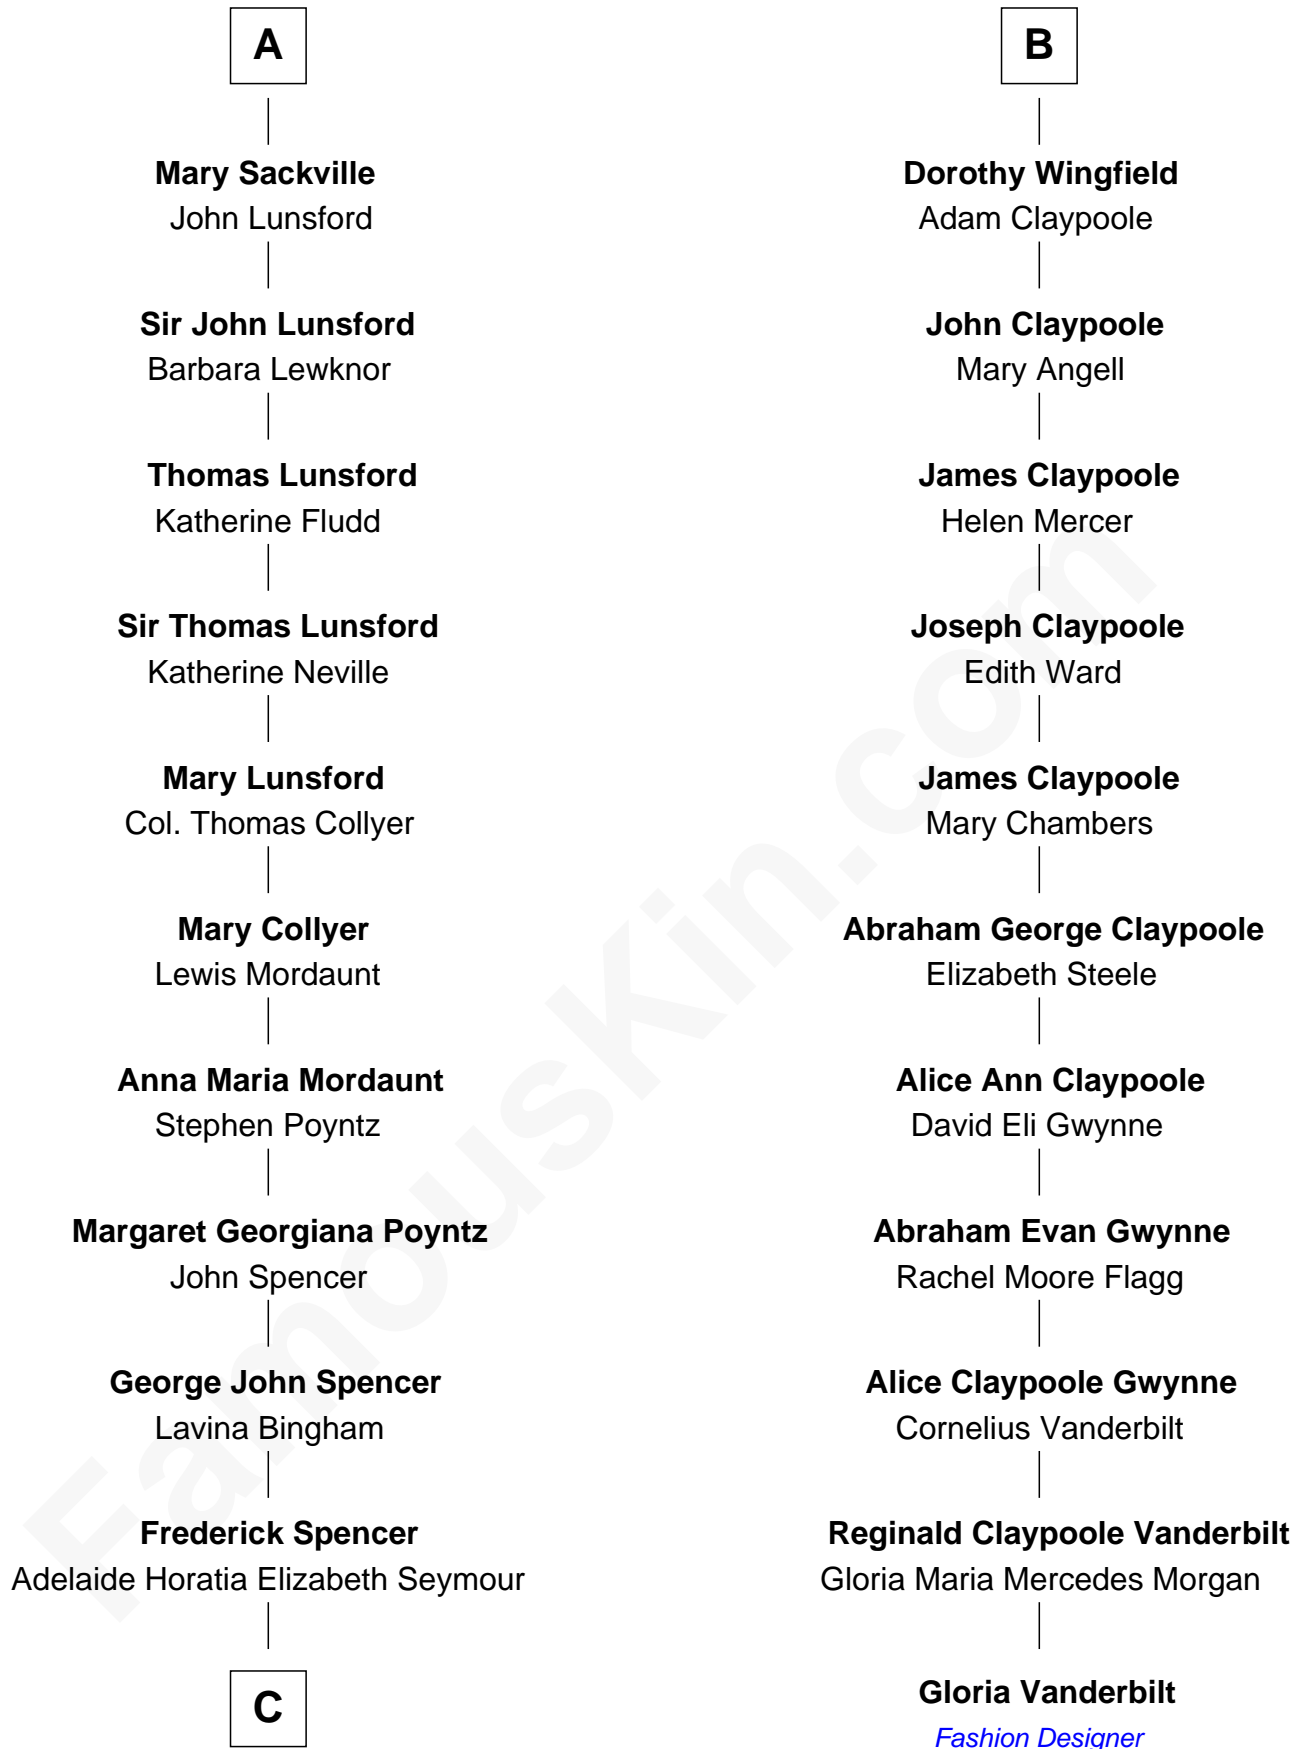 A
Mary Sackville
John Lunsford
Sir John Lunsford
Barbara Lewknor
Thomas Lunsford
Katherine Fludd
Sir Thomas Lunsford
Katherine Neville
Mary Lunsford
Col. Thomas Collyer
Mary Collyer
Lewis Mordaunt
Anna Maria Mordaunt
Stephen Poyntz
Margaret Georgiana Poyntz
John Spencer
George John Spencer
Lavina Bingham
Frederick Spencer
Adelaide Horatia Elizabeth Seymour
C
B
Dorothy Wingfield
Adam Claypoole
John Claypoole
Mary Angell
James Claypoole
Helen Mercer
Joseph Claypoole
Edith Ward
James Claypoole
Mary Chambers
Abraham George Claypoole
Elizabeth Steele
Alice Ann Claypoole
David Eli Gwynne
Abraham Evan Gwynne
Rachel Moore Flagg
Alice Claypoole Gwynne
Cornelius Vanderbilt
Reginald Claypoole Vanderbilt
Gloria Maria Mercedes Morgan
Gloria Vanderbilt
Fashion Designer
FamousKin.com